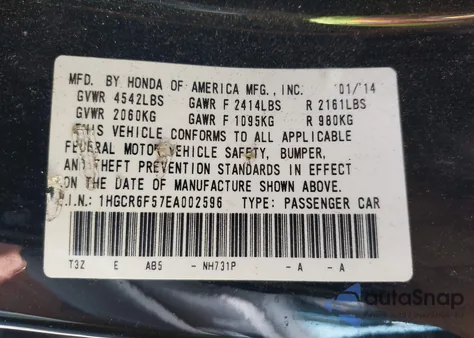 MFD. BY HONDA OF AMERICA MFG., INC. 01/'14
GVWR 4542LBS GAWR F 2414LBS R 2161LBS
GVWR 2060KG GAWR F 1095KG R 980KG
THIS VEHICLE CONFORMS TO ALL APPLICABLE
FEDERAL MOTOR VEHICLE SAFETY, BUMPER,
AND THEFT PREVENTION STANDARDS IN EFFECT
ON THE DATE OF MANUFACTURE SHOWN ABOVE.
V.I.N.: 1HGCR6F57EA002596 TYPE: PASSENGER CAR
T3Z E AB5 - NH731P - A - A
autoSnap